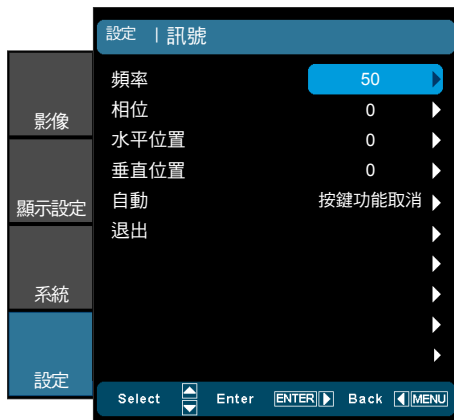 設定 | 訊號
影像
顯示設定
系統
設定
頻率 50
相位 0
水平位置 0
垂直位置 0
自動 按鍵功能取消
退出
Select Enter ENTER Back MENU